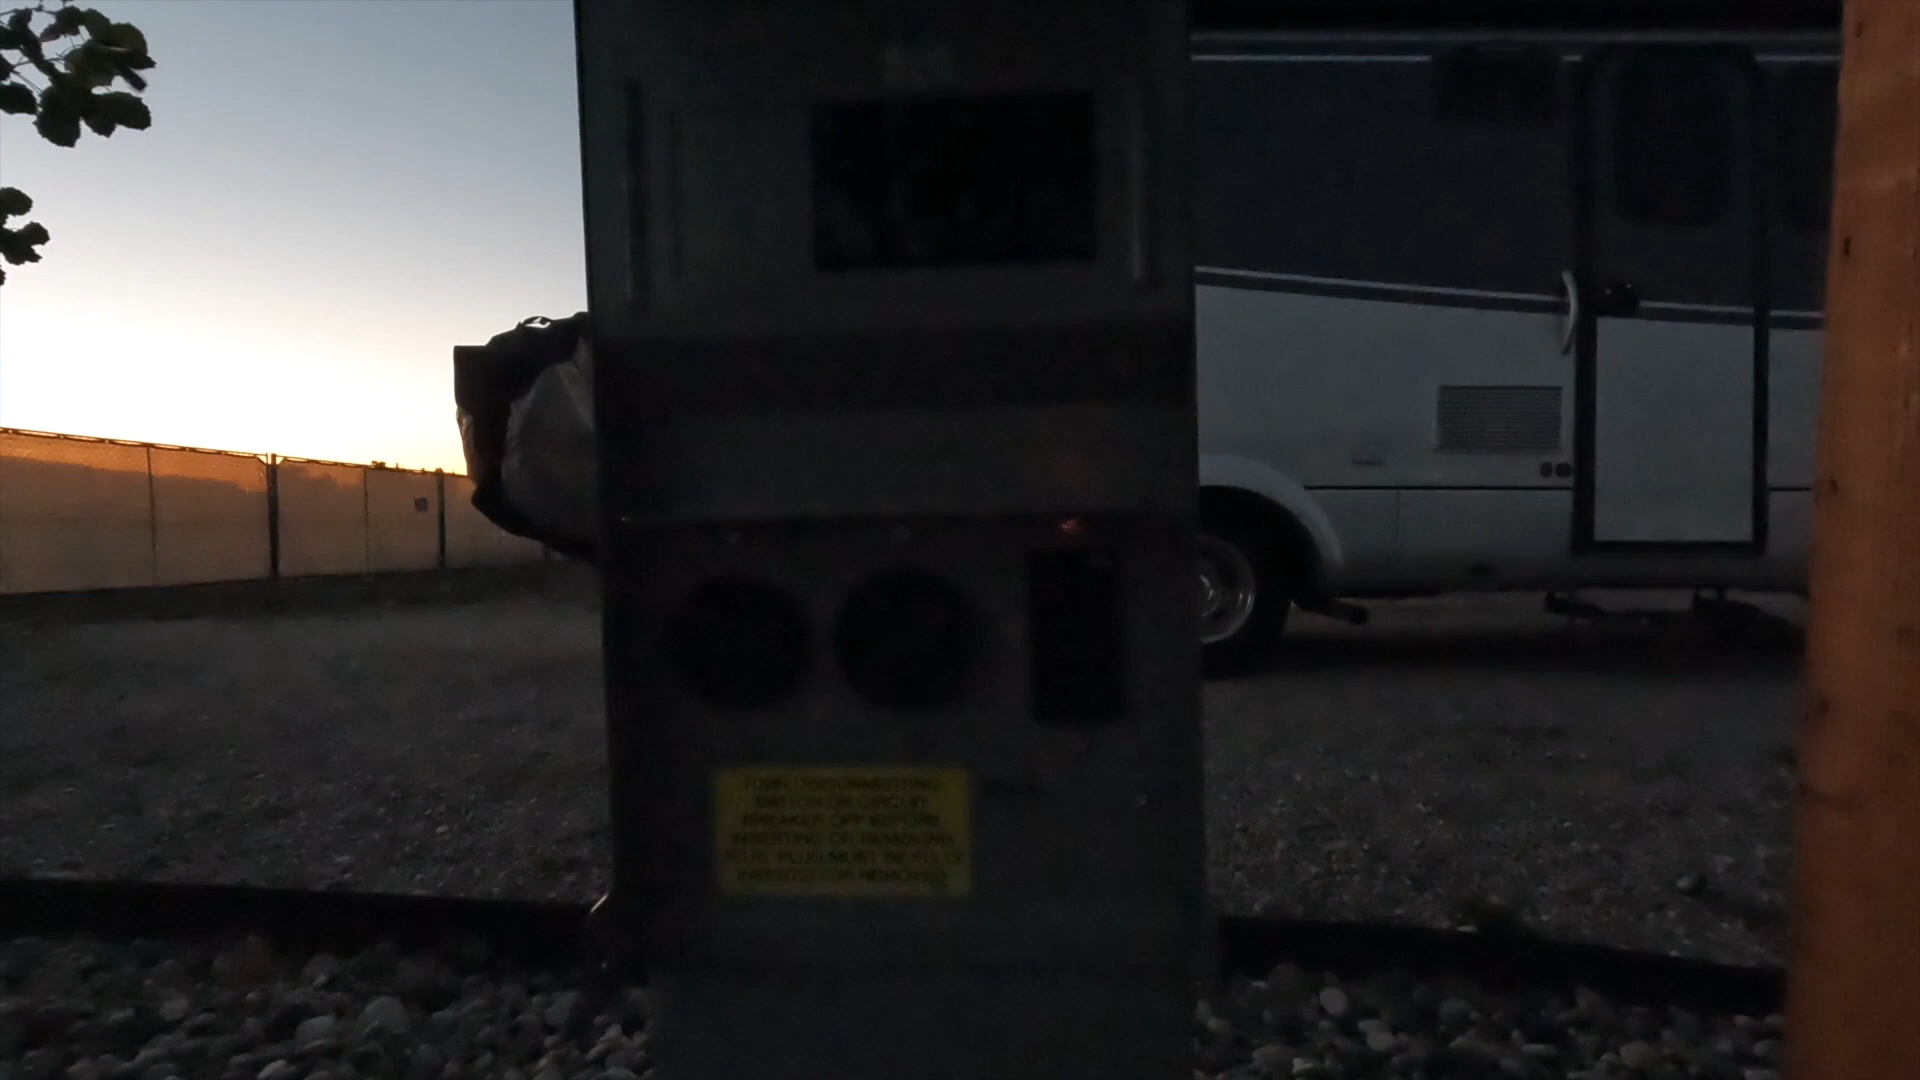 TURN DISCONNECTING
SWITCH OR CIRCUIT
BREAKER OFF BEFORE
INSERTING OR REMOVING
PLUG. PLUG MUST BE FULLY
INSERTED OR REMOVED